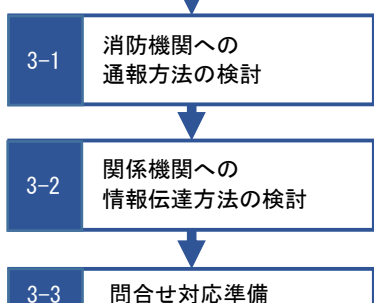 3-1
消防機関への
通報方法の検討
3-2
関係機関への
情報伝達方法の検討
3-3 問合せ対応準備